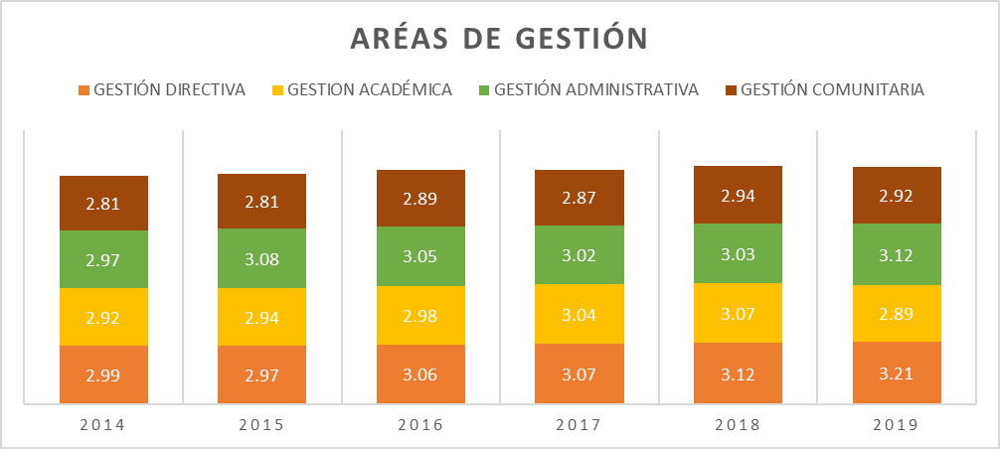 ARÉAS DE GESTIÓN
GESTIÓN DIRECTIVA GESTION ACADÉMICA GESTIÓN ADMINISTRATIVA GESTIÓN COMUNITARIA
2.81 2.81 2.89 2.87 2.94 2.92
2.97 3.08 3.05 3.02 3.03 3.12
2.92 2.94 2.98 3.04 3.07 2.89
2.99 2.97 3.06 3.07 3.12 3.21
2014 2015 2016 2017 2018 2019